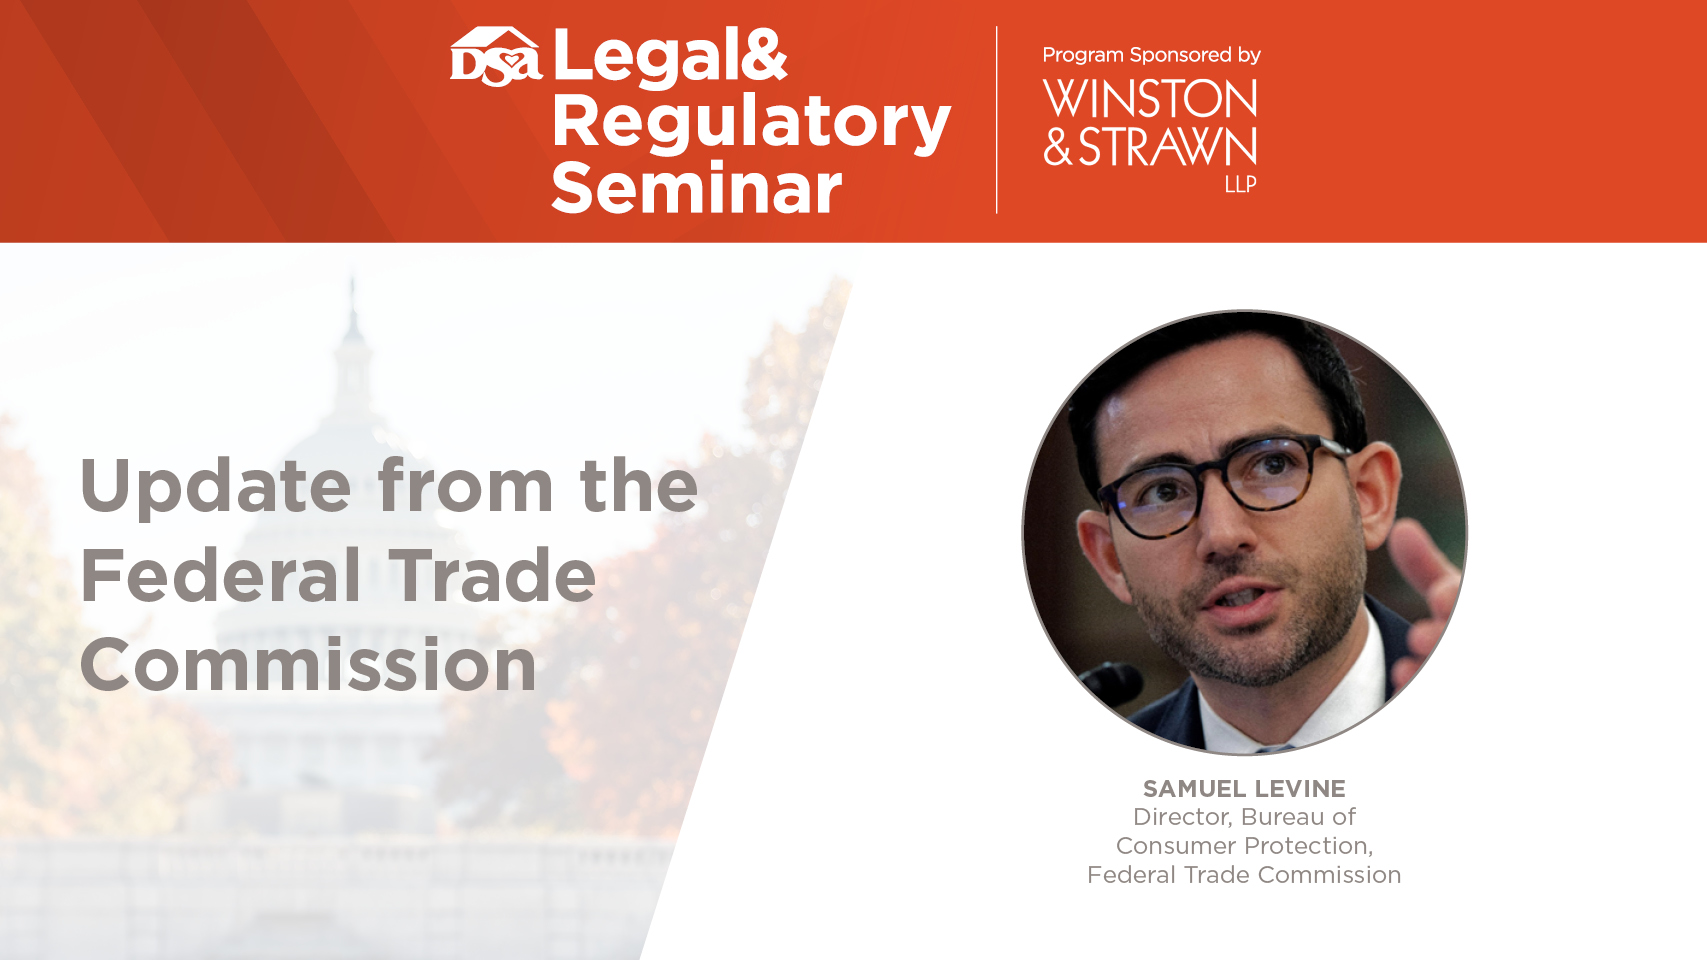 DSA
Legal&
Regulatory
Seminar
Program Sponsored by
WINSTON
& STRAWN
LLP
Update from the
Federal Trade
Commission
SAMUEL LEVINE
Director, Bureau of
Consumer Protection,
Federal Trade Commission